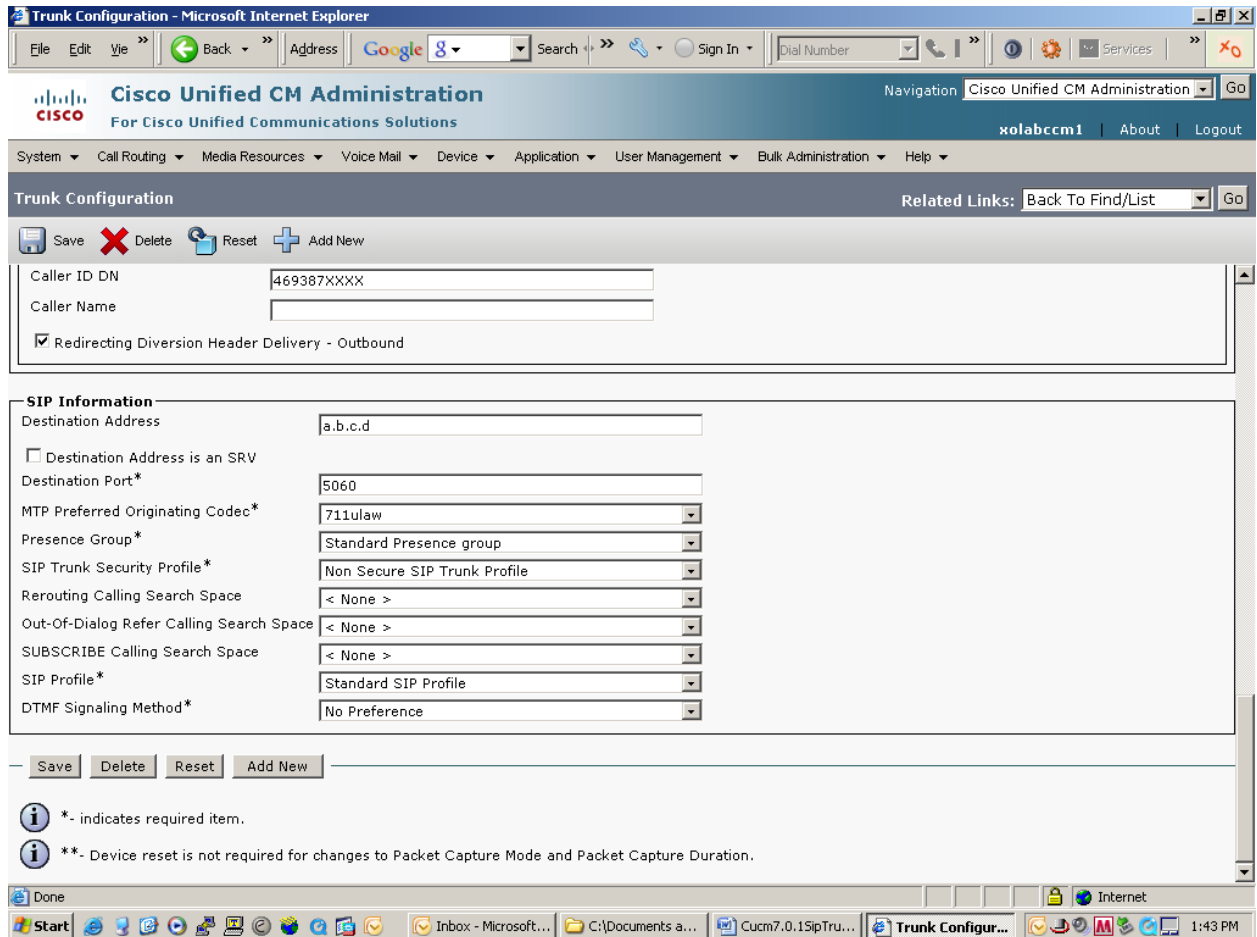 Trunk Configuration - Microsoft Internet Explorer
File Edit Vie » Back » Address Google 8 Search » Sign In Dial Number » Services »
cisco
Cisco Unified CM Administration
For Cisco Unified Communications Solutions
Navigation Cisco Unified CM Administration Go
xolabccm1 | About | Logout
System Call Routing Media Resources Voice Mail Device Application User Management Bulk Administration Help
Trunk Configuration
Related Links: Back To Find/List Go
Save Delete Reset Add New
Caller ID DN 469387XXXX
Caller Name
Redirecting Diversion Header Delivery - Outbound
SIP Information
Destination Address a.b.c.d
Destination Address is an SRV
Destination Port* 5060
MTP Preferred Originating Codec* 711ulaw
Presence Group* Standard Presence group
SIP Trunk Security Profile* Non Secure SIP Trunk Profile
Rerouting Calling Search Space < None >
Out-Of-Dialog Refer Calling Search Space < None >
SUBSCRIBE Calling Search Space < None >
SIP Profile* Standard SIP Profile
DTMF Signaling Method* No Preference
Save Delete Reset Add New
*- indicates required item.
**- Device reset is not required for changes to Packet Capture Mode and Packet Capture Duration.
Done Internet
Start Inbox - Microsoft... C:\Documents a... Cucm7.0.1SipTru... Trunk Configur... 1:43 PM